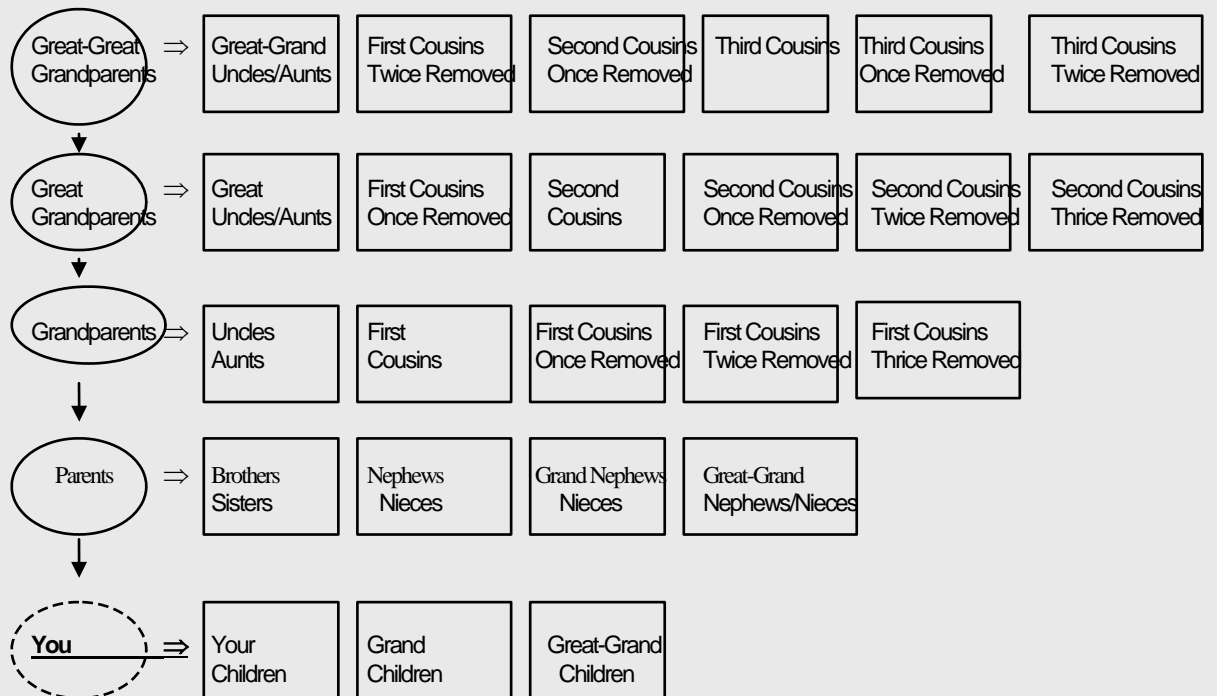 Great-Great
Grandparents
⇒
Great-Grand
Uncles/Aunts
First Cousins
Twice Removed
Second Cousins
Once Removed
Third Cousins
Third Cousins
Once Removed
Third Cousins
Twice Removed
Great
Grandparents
⇒
Great
Uncles/Aunts
First Cousins
Once Removed
Second
Cousins
Second Cousins
Once Removed
Second Cousins
Twice Removed
Second Cousins
Thrice Removed
Grandparents
⇒
Uncles
Aunts
First
Cousins
First Cousins
Once Removed
First Cousins
Twice Removed
First Cousins
Thrice Removed
Parents
⇒
Brothers
Sisters
Nephews
Nieces
Grand Nephews
Nieces
Great-Grand
Nephews/Nieces
You
⇒
Your
Children
Grand
Children
Great-Grand
Children